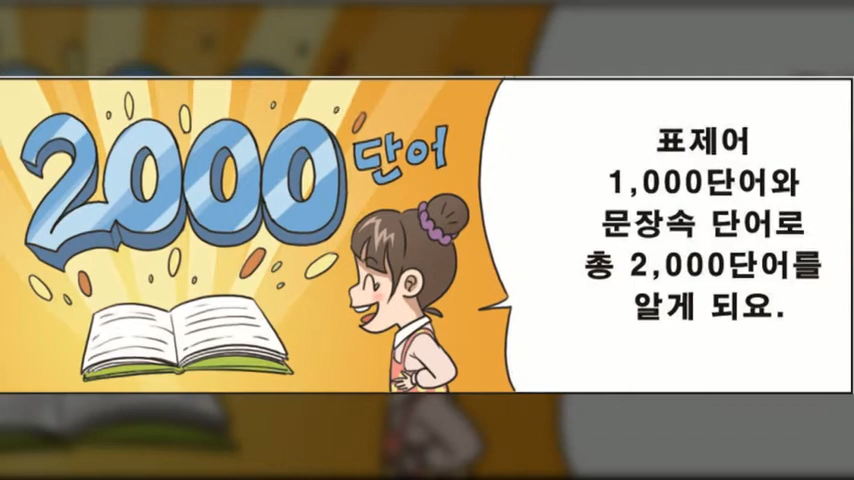 2000 단어
표제어
1,000단어와
문장속 단어로
총 2,000단어를
알게 되요.